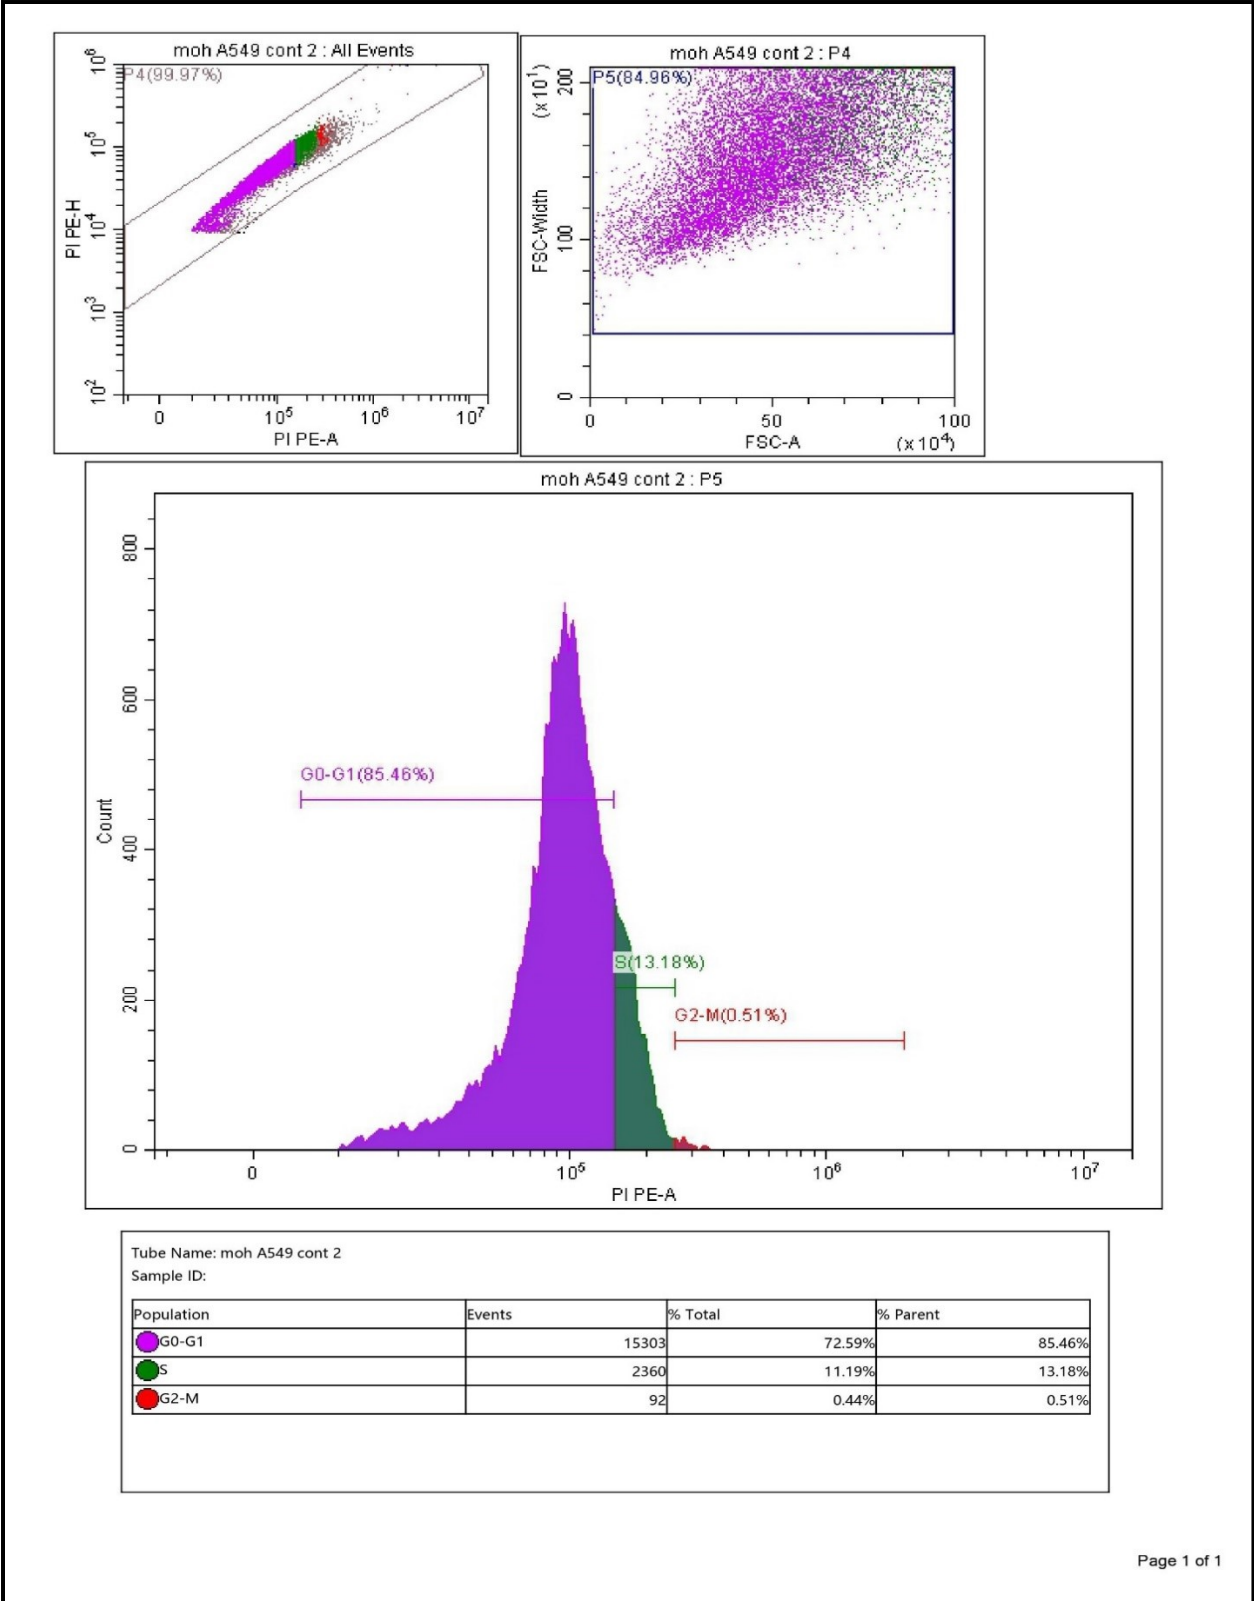 moh A549 cont 2 : All Events
P4(99.97%)
10^6
10^5
10^4
10^3
10^2
PI PE-H
0 10^5 10^6 10^7
PI PE-A
moh A549 cont 2 : P4
P5(84.96%)
(x 10^1)
200
100
0
FSC-Width
0 50 100
FSC-A (x 10^4)
moh A549 cont 2 : P5
800
600
400
200
0
Count
G0-G1(85.46%)
S(13.18%)
G2-M(0.51%)
0 10^5 10^6 10^7
PI PE-A
Tube Name: moh A549 cont 2
Sample ID:
Population Events % Total % Parent
G0-G1 15303 72.59% 85.46%
S 2360 11.19% 13.18%
G2-M 92 0.44% 0.51%
Page 1 of 1